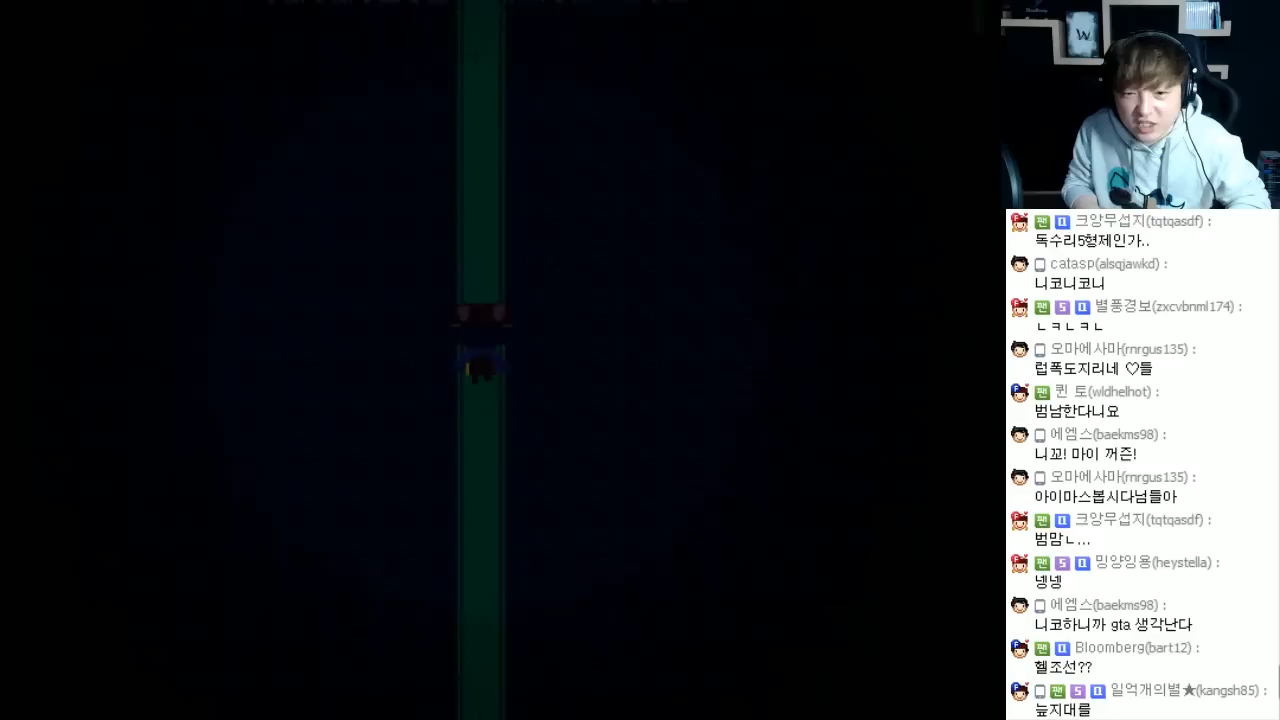 W
크앙무섭지(tqtqasdf) :
독수리5형제인가..
catasp(alsqjawkd) :
니코니코니
별풍경보(zxcvbnml174) :
ㄴㅋㄴㅋㄴ
오마에사마(rnrgus135) :
럽폭도지리네 ♡들
퀸 토(wldhelhot) :
범남한다니요
에엠스(baekms98) :
니꼬! 마이 꺼즌!
오마에사마(rnrgus135) :
아이마스봅시다님들아
크앙무섭지(tqtqasdf) :
범맘ㄴ...
밍양잉용(heystella) :
넹넹
에엠스(baekms98) :
니코하니까 gta 생각난다
Bloomberg(bart12) :
헬조선??
일억개의별★(kangsh85) :
늪지대를